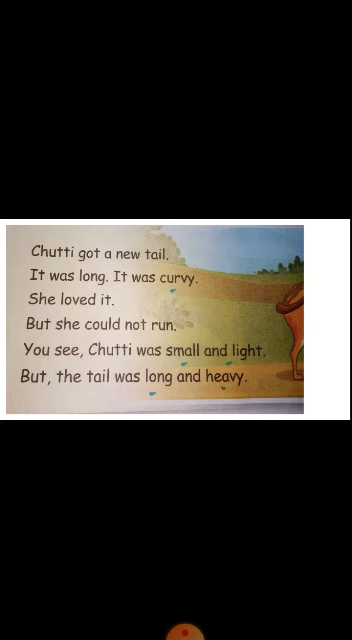 Chutti got a new tail.
It was long. It was curvy.
She loved it.
But she could not run.
You see, Chutti was small and light.
But, the tail was long and heavy.